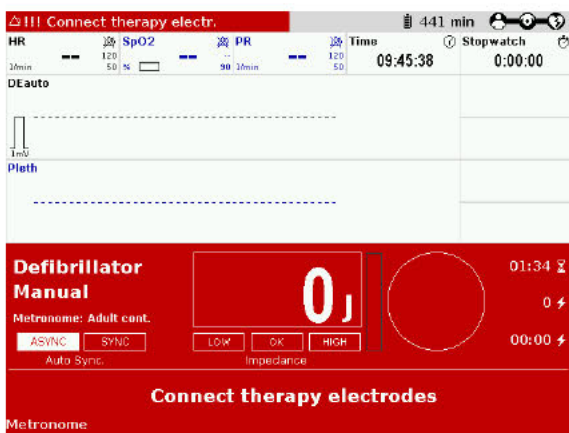 !!! Connect therapy electr.
441 min
HR
120
50
1/min
--
SpO2
%
--
--
90
PR
1/min
--
120
50
Time
09:45:38
Stopwatch
0:00:00
DEauto
1mV
Pleth
Defibrillator
Manual
Metronome: Adult cont.
ASYNC SYNC
Auto Sync.
0 J
LOW OK HIGH
Impedance
01:34
0
00:00
Connect therapy electrodes
Metronome